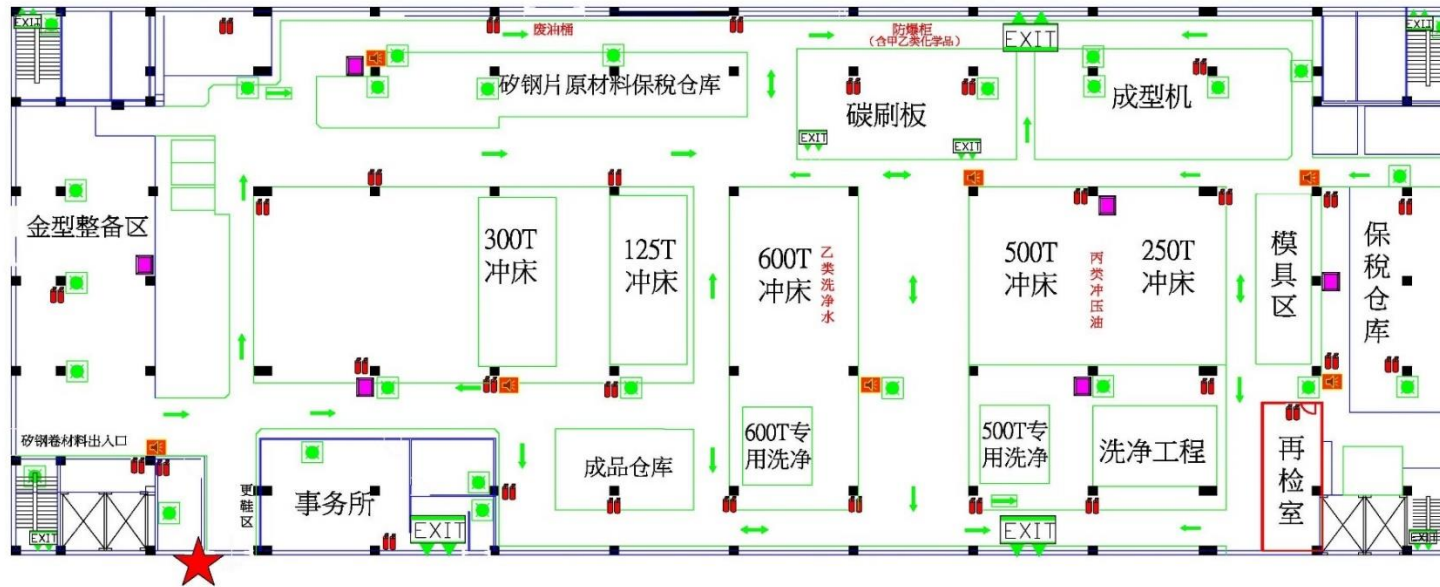 EXIT
废油桶
防爆柜
（含甲乙类化学品）
EXIT
EXIT
矽钢片原材料保税仓库
碳刷板
成型机
EXIT
EXIT
金型整备区
300T
冲床
125T
冲床
600T
冲床
乙类洗净水
500T
冲床
丙类冲压油
250T
冲床
模具区
保税仓库
矽钢卷材料出入口
更鞋区
事务所
EXIT
成品仓库
600T专
用洗净
500T专
用洗净
洗净工程
再检室
EXIT
EXIT
EXIT